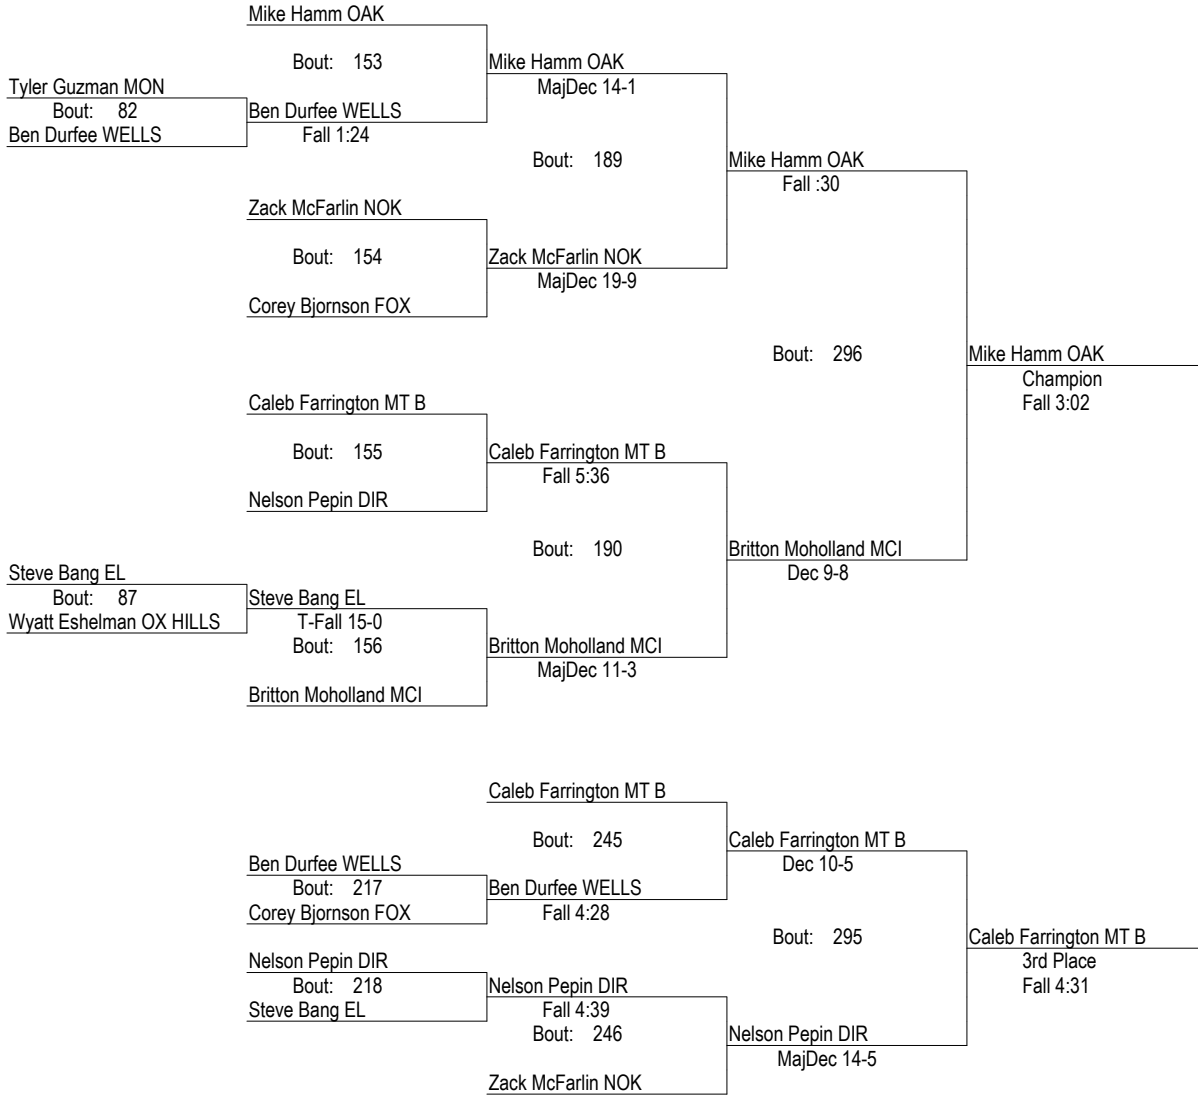 Mike Hamm OAK
Bout: 153
Mike Hamm OAK
MajDec 14-1
Tyler Guzman MON
Bout: 82
Ben Durfee WELLS
Ben Durfee WELLS
Fall 1:24
Bout: 189
Mike Hamm OAK
Fall :30
Zack McFarlin NOK
Bout: 154
Zack McFarlin NOK
MajDec 19-9
Corey Bjornson FOX
Bout: 296
Mike Hamm OAK
Champion
Fall 3:02
Caleb Farrington MT B
Bout: 155
Caleb Farrington MT B
Fall 5:36
Nelson Pepin DIR
Bout: 190
Britton Moholland MCI
Dec 9-8
Steve Bang EL
Bout: 87
Wyatt Eshelman OX HILLS
Steve Bang EL
T-Fall 15-0
Bout: 156
Britton Moholland MCI
MajDec 11-3
Britton Moholland MCI
Caleb Farrington MT B
Bout: 245
Caleb Farrington MT B
Dec 10-5
Ben Durfee WELLS
Bout: 217
Corey Bjornson FOX
Ben Durfee WELLS
Fall 4:28
Bout: 295
Caleb Farrington MT B
3rd Place
Fall 4:31
Nelson Pepin DIR
Bout: 218
Steve Bang EL
Nelson Pepin DIR
Fall 4:39
Bout: 246
Nelson Pepin DIR
MajDec 14-5
Zack McFarlin NOK